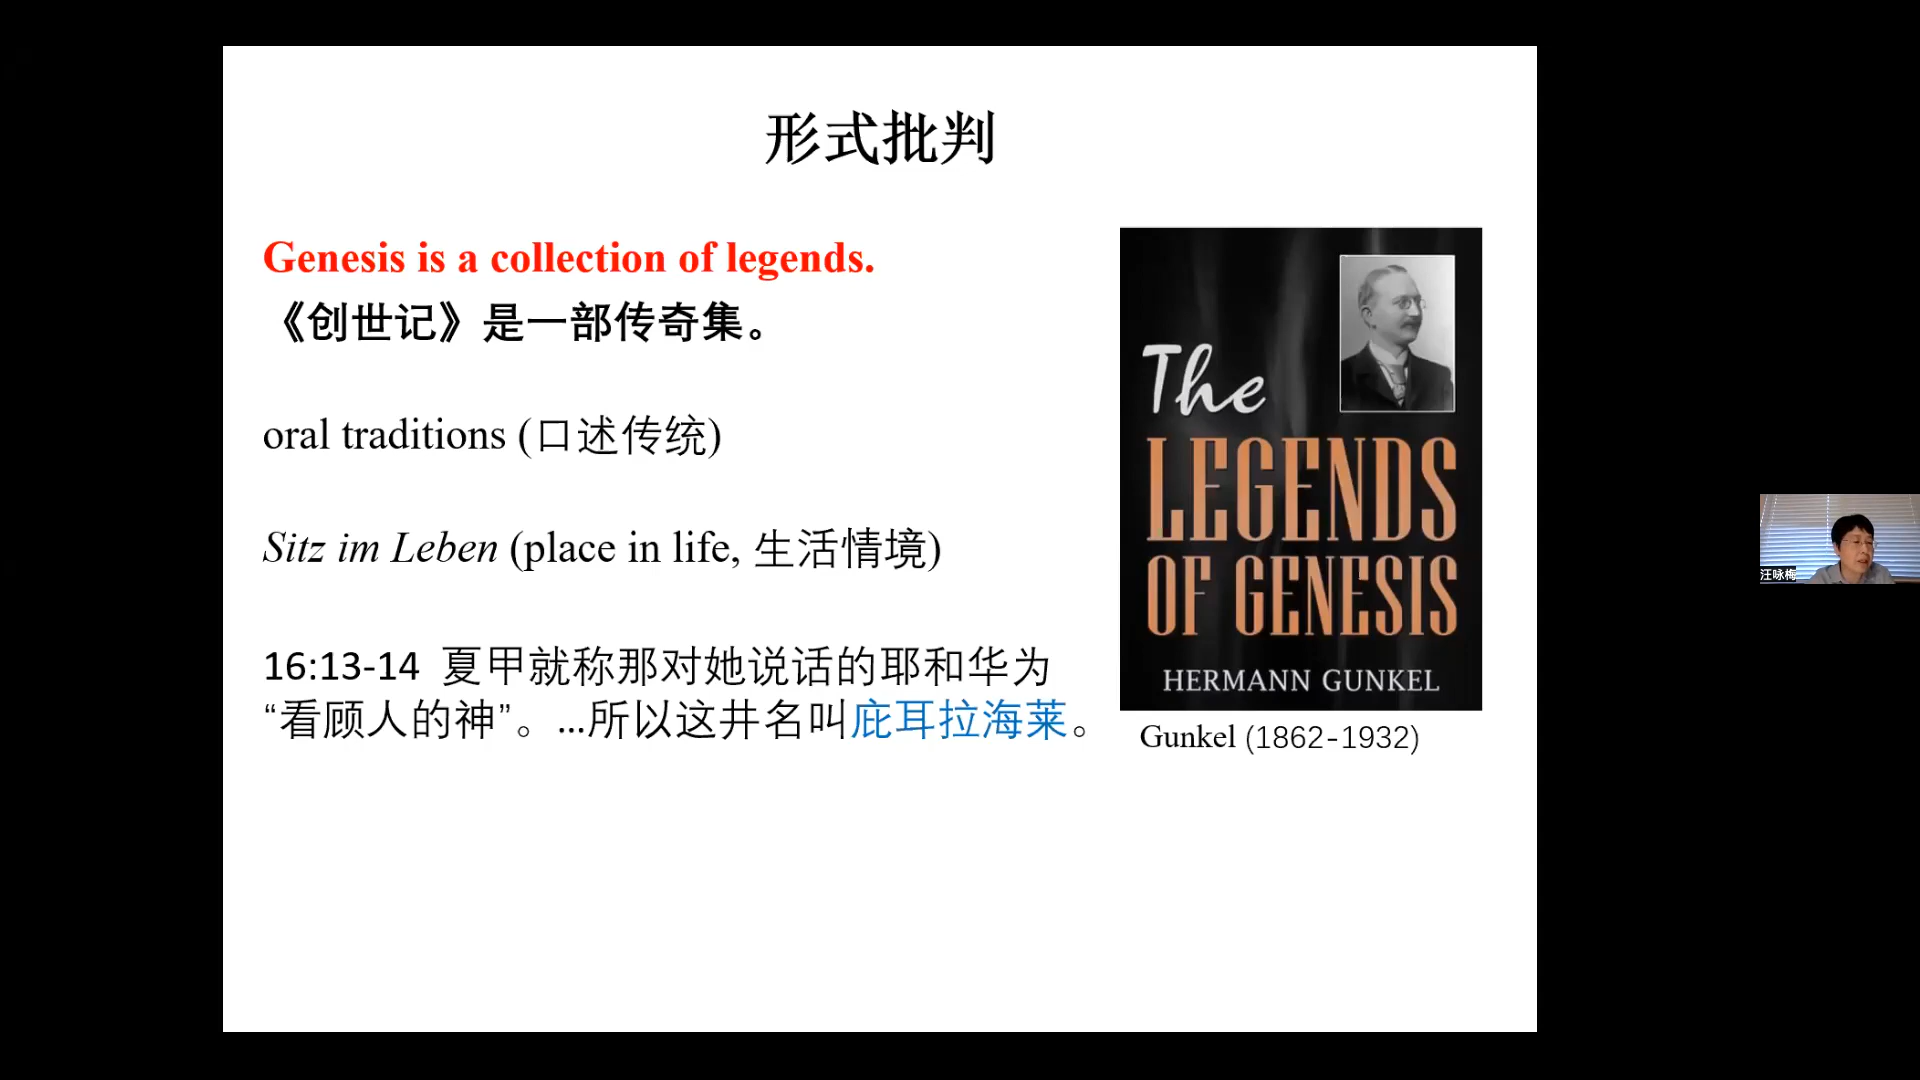 形式批判
Genesis is a collection of legends.
《创世记》是一部传奇集。
oral traditions (口述传统)
Sitz im Leben (place in life, 生活情境)
16:13-14 夏甲就称那对她说话的耶和华为
“看顾人的神”。…所以这井名叫庇耳拉海莱。
The
LEGENDS
OF GENESIS
HERMANN GUNKEL
Gunkel (1862-1932)
汪咏梅